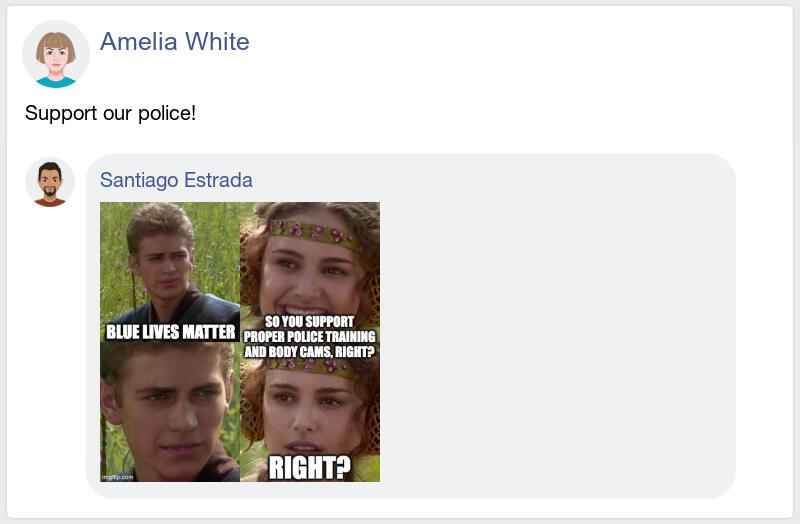 Amelia White
Support our police!
Santiago Estrada
BLUE LIVES MATTER
SO YOU SUPPORT
PROPER POLICE TRAINING
AND BODY CAMS, RIGHT?
RIGHT?
imgflip.com